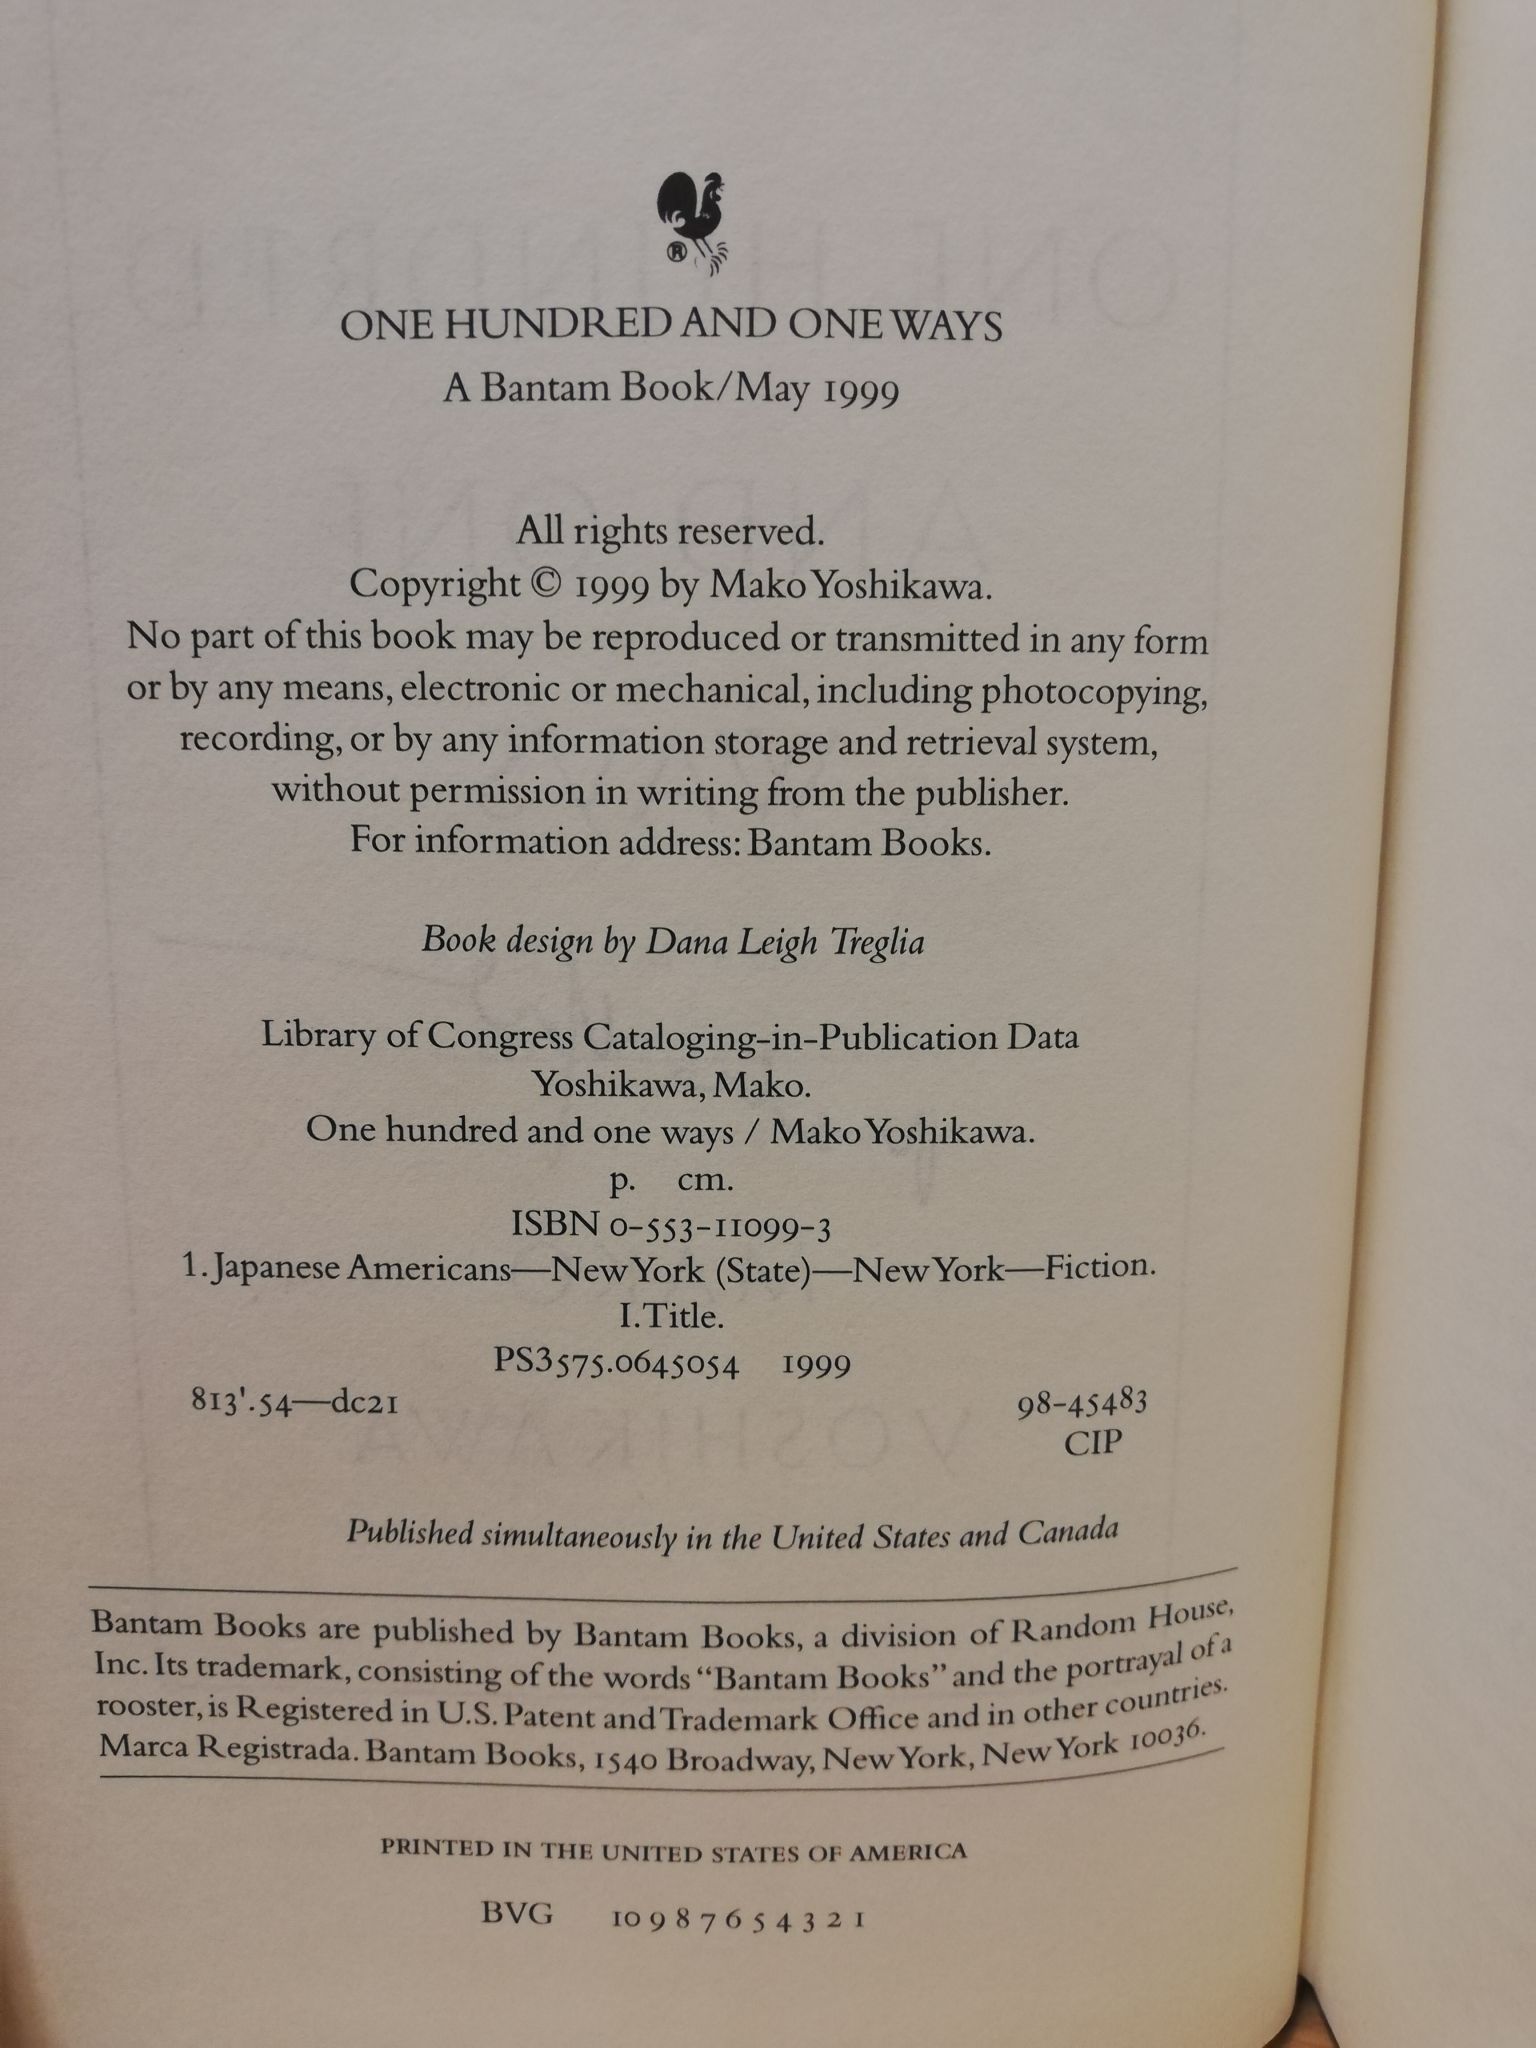 ®
ONE HUNDRED AND ONE WAYS
A Bantam Book/May 1999
All rights reserved.
Copyright © 1999 by Mako Yoshikawa.
No part of this book may be reproduced or transmitted in any form
or by any means, electronic or mechanical, including photocopying,
recording, or by any information storage and retrieval system,
without permission in writing from the publisher.
For information address: Bantam Books.
Book design by Dana Leigh Treglia
Library of Congress Cataloging-in-Publication Data
Yoshikawa, Mako.
One hundred and one ways / Mako Yoshikawa.
p. cm.
ISBN 0-553-11099-3
1. Japanese Americans—New York (State)—New York—Fiction.
I. Title.
PS3575.0645054 1999
813'.54—dc21 98-45483
CIP
Published simultaneously in the United States and Canada
Bantam Books are published by Bantam Books, a division of Random House,
Inc. Its trademark, consisting of the words “Bantam Books” and the portrayal of a
rooster, is Registered in U.S. Patent and Trademark Office and in other countries.
Marca Registrada. Bantam Books, 1540 Broadway, New York, New York 10036.
PRINTED IN THE UNITED STATES OF AMERICA
BVG 10 9 8 7 6 5 4 3 2 1